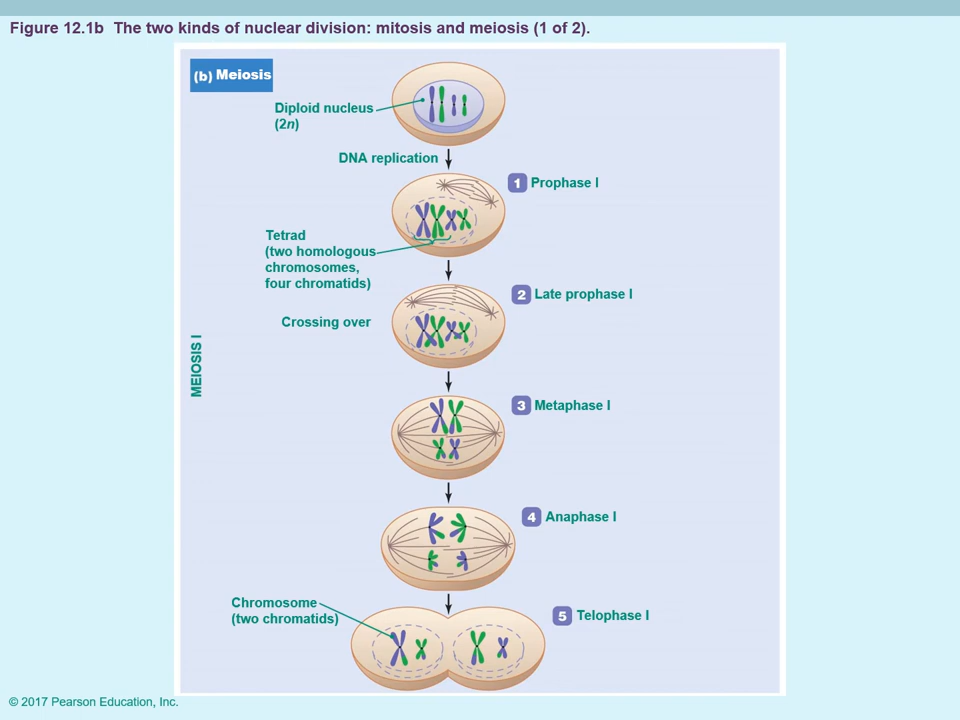 Figure 12.1b The two kinds of nuclear division: mitosis and meiosis (1 of 2).
(b) Meiosis
Diploid nucleus
(2n)
DNA replication
1 Prophase I
Tetrad
(two homologous
chromosomes,
four chromatids)
2 Late prophase I
Crossing over
MEIOSIS I
3 Metaphase I
4 Anaphase I
Chromosome
(two chromatids)
5 Telophase I
© 2017 Pearson Education, Inc.